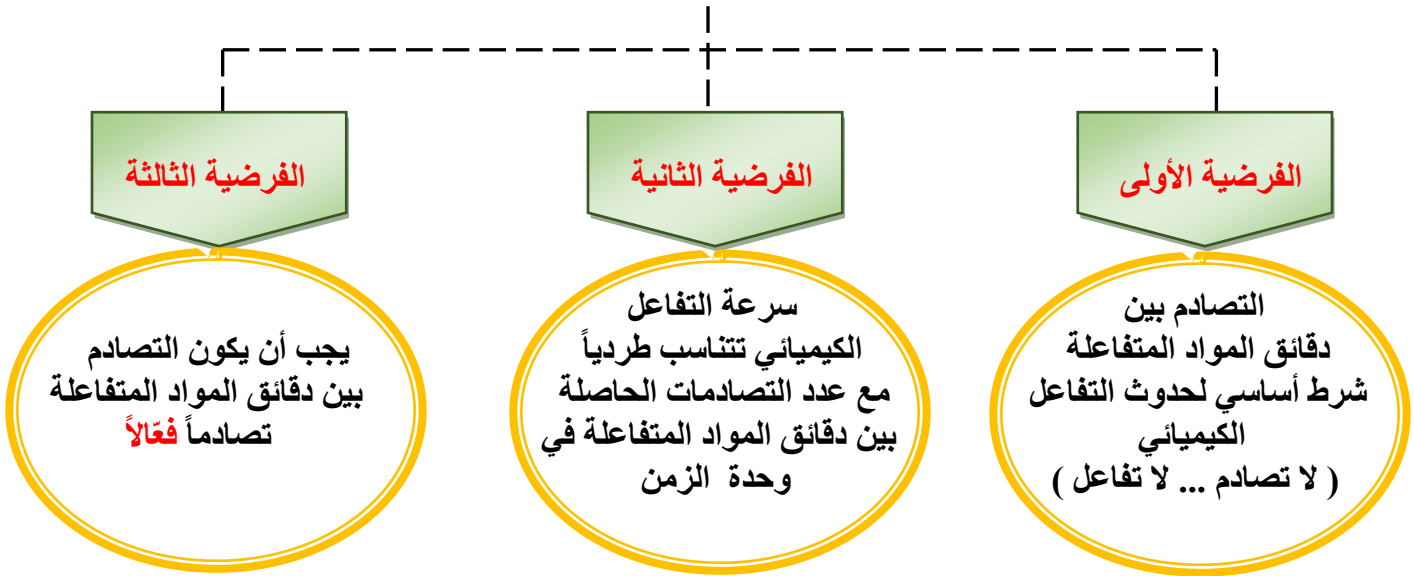 الفرضية الأولى
التصادم بين
دقائق المواد المتفاعلة
شرط أساسي لحدوث التفاعل
الكيميائي
( لا تصادم ... لا تفاعل )
الفرضية الثانية
سرعة التفاعل
الكيميائي تتناسب طردياً
مع عدد التصادمات الحاصلة
بين دقائق المواد المتفاعلة في
وحدة الزمن
الفرضية الثالثة
يجب أن يكون التصادم
بين دقائق المواد المتفاعلة
تصادماً فعّالاً